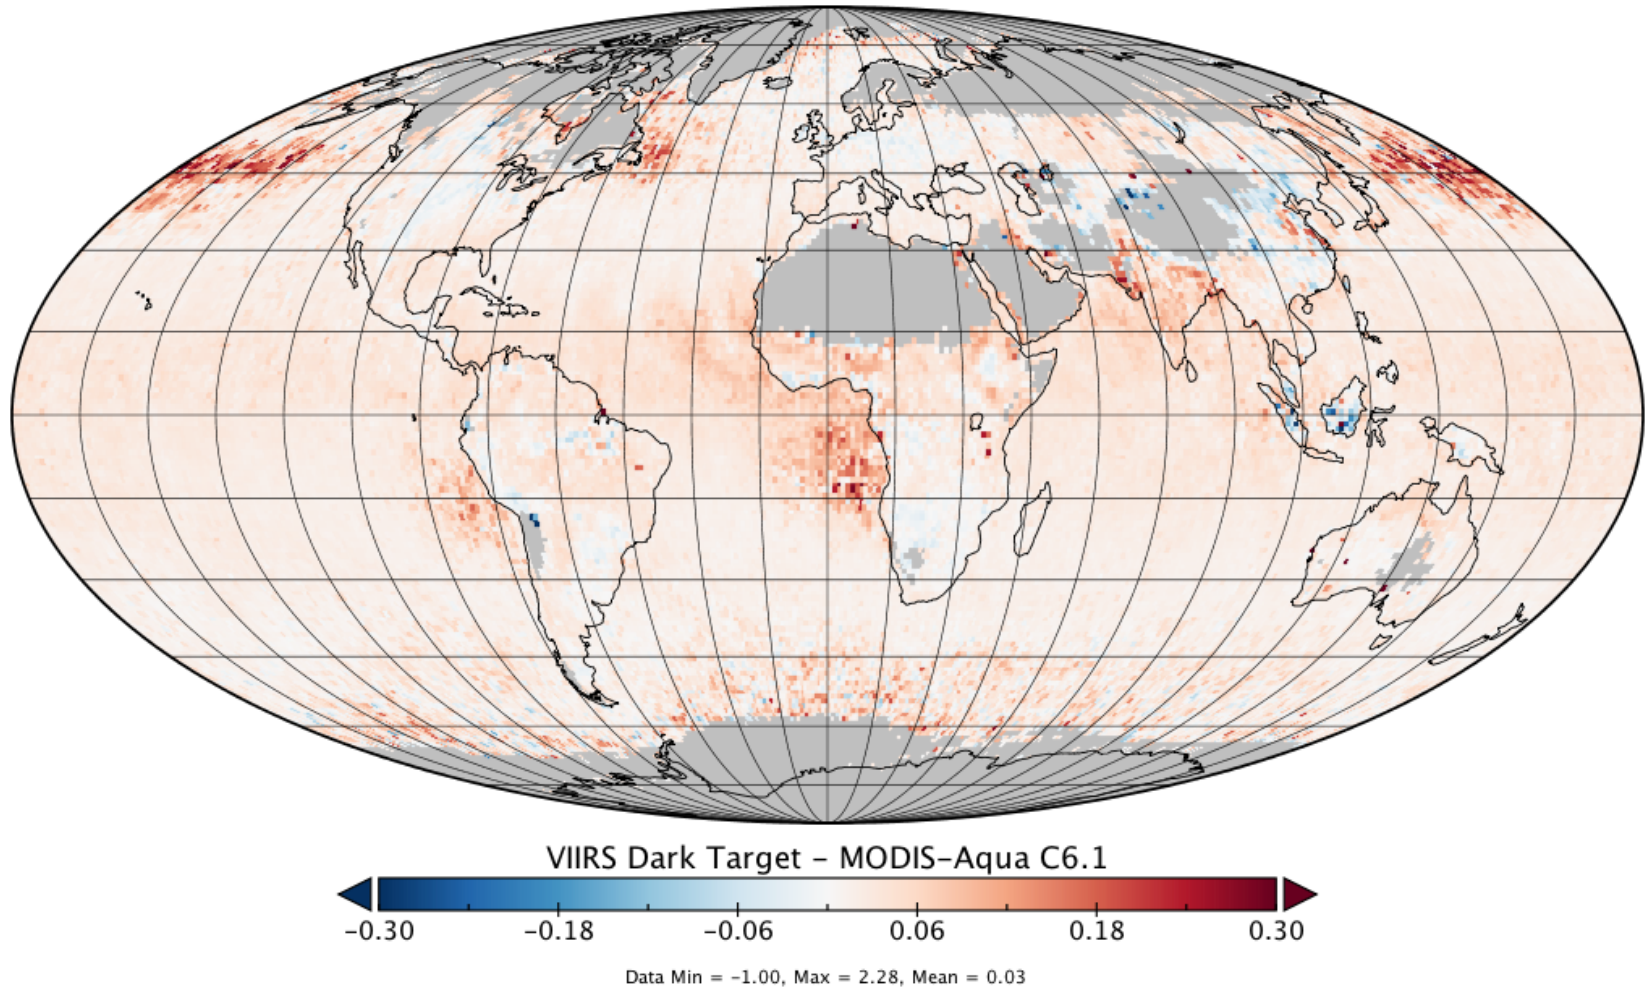 VIIRS Dark Target – MODIS–Aqua C6.1
−0.30 −0.18 −0.06 0.06 0.18 0.30
Data Min = −1.00, Max = 2.28, Mean = 0.03